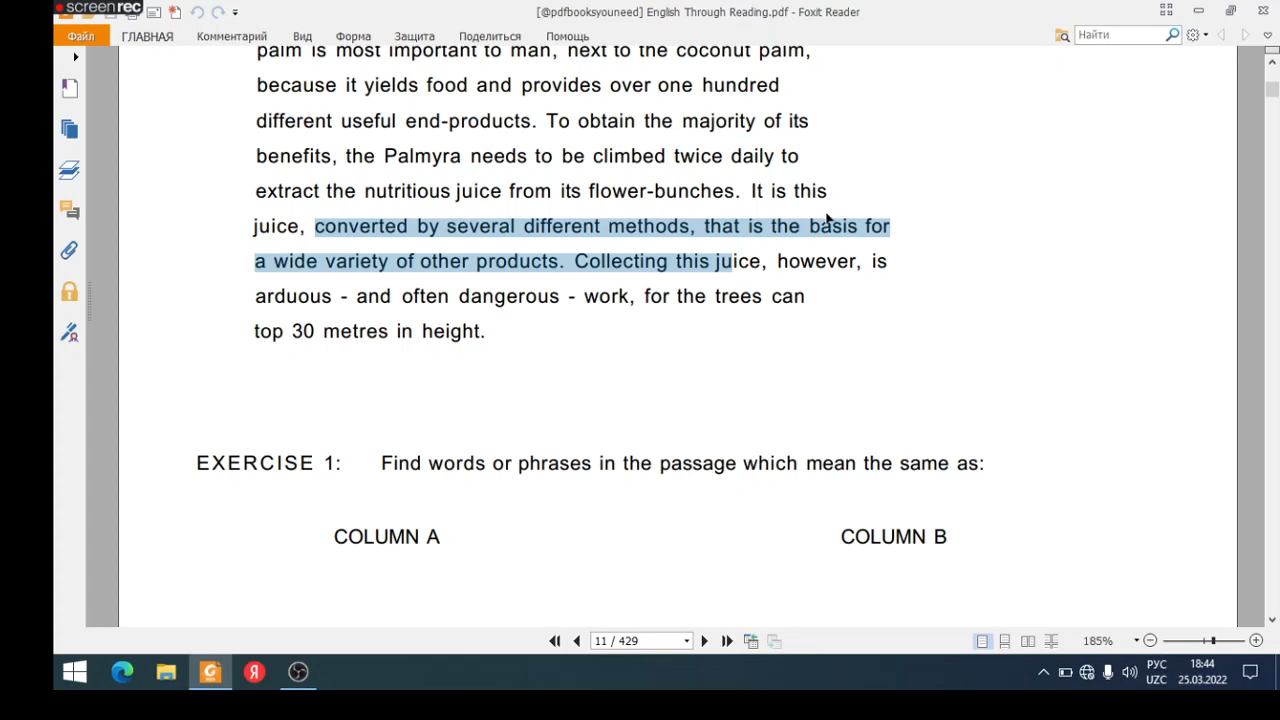 screenrec
[@pdfbooksyouneed] English Through Reading.pdf - Foxit Reader
Файл ГЛАВНАЯ Комментарий Вид Форма Защита Поделиться Помощь Найти
palm is most important to man, next to the coconut palm,
because it yields food and provides over one hundred
different useful end-products. To obtain the majority of its
benefits, the Palmyra needs to be climbed twice daily to
extract the nutritious juice from its flower-bunches. It is this
juice, converted by several different methods, that is the basis for
a wide variety of other products. Collecting this juice, however, is
arduous - and often dangerous - work, for the trees can
top 30 metres in height.
EXERCISE 1: Find words or phrases in the passage which mean the same as:
COLUMN A COLUMN B
11 / 429 185%
РУС 18:44
UZC 25.03.2022